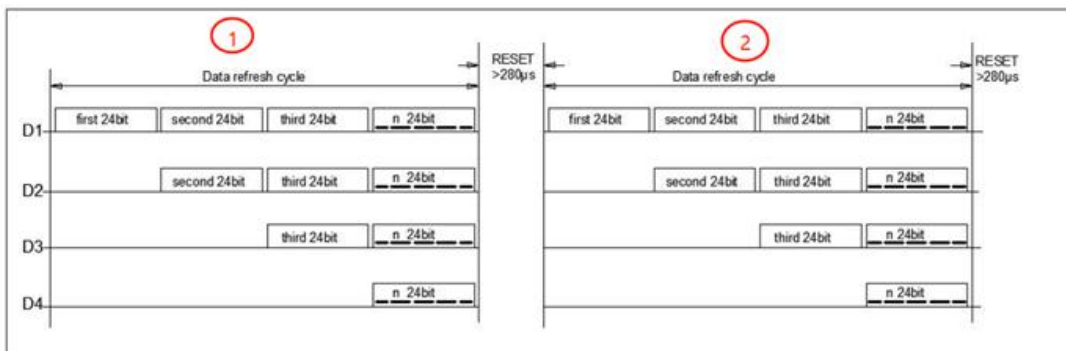 1
2
RESET
>280μs
RESET
>280μs
Data refresh cycle
Data refresh cycle
D1 first 24bit second 24bit third 24bit n 24bit first 24bit second 24bit third 24bit n 24bit
D2 second 24bit third 24bit n 24bit second 24bit third 24bit n 24bit
D3 third 24bit n 24bit third 24bit n 24bit
D4 n 24bit n 24bit